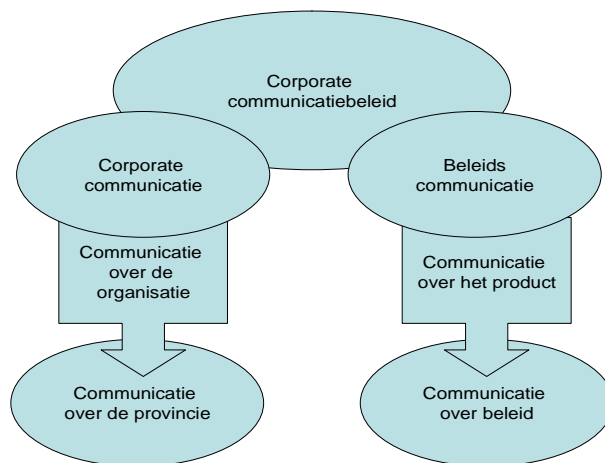 Corporate
communicatiebeleid
Corporate
communicatie
Beleids
communicatie
Communicatie
over de
organisatie
Communicatie
over het product
Communicatie
over de provincie
Communicatie
over beleid